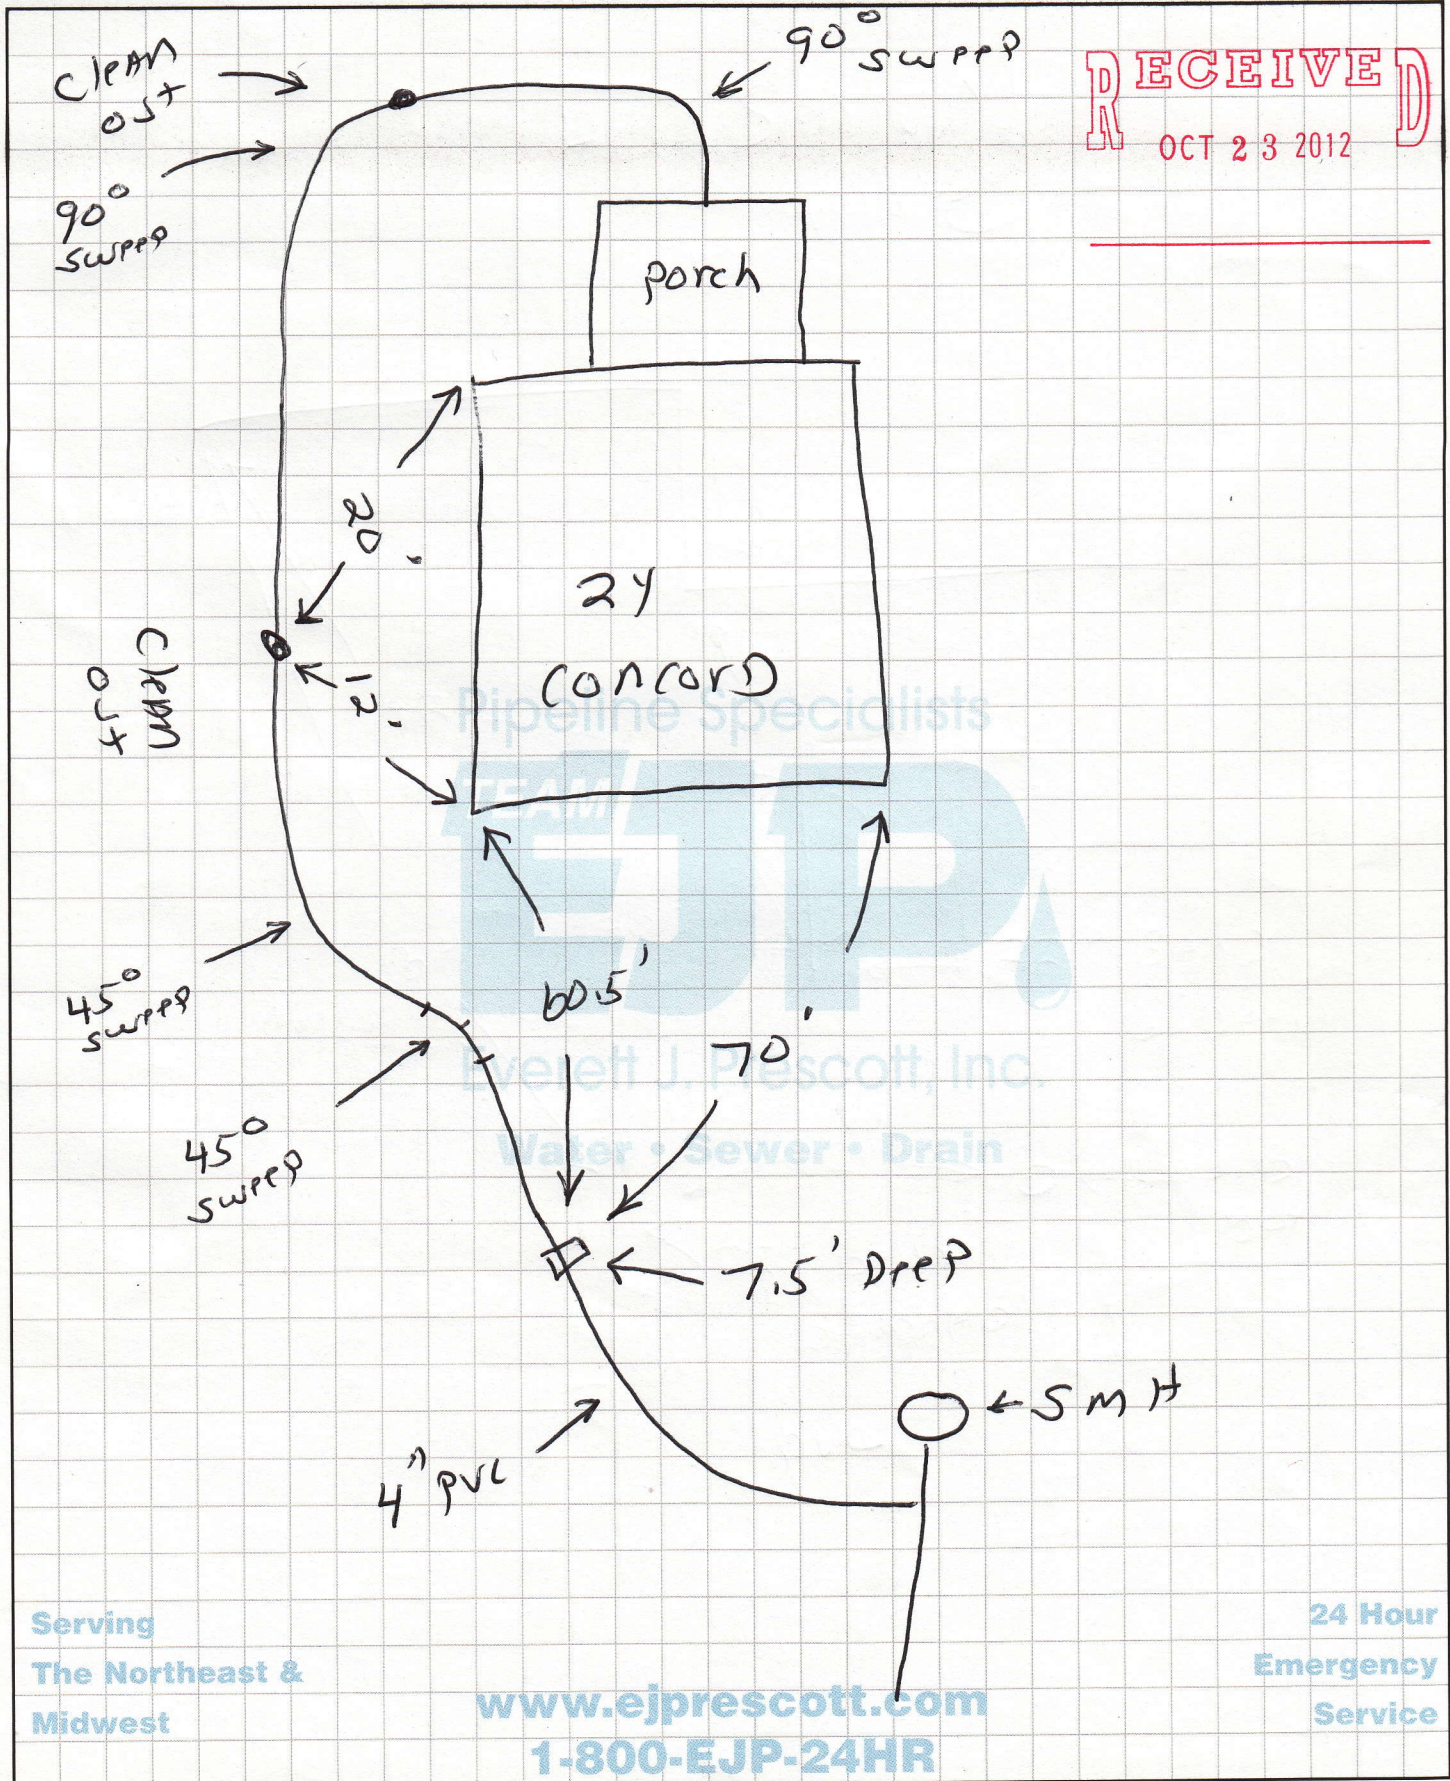 Clean
out
90° sweep
RECEIVED
OCT 23 2012
90°
sweep
porch
20'
24
Concord
Clean
out
12'
Pipeline Specialists
TEAM
EJP
45°
sweep
60.5'
70'
Everett J. Prescott, Inc.
45°
sweep
Water • Sewer • Drain
7.5' Deep
SMH
4" pvc
Serving
The Northeast &
Midwest
24 Hour
Emergency
Service
www.ejprescott.com
1-800-EJP-24HR